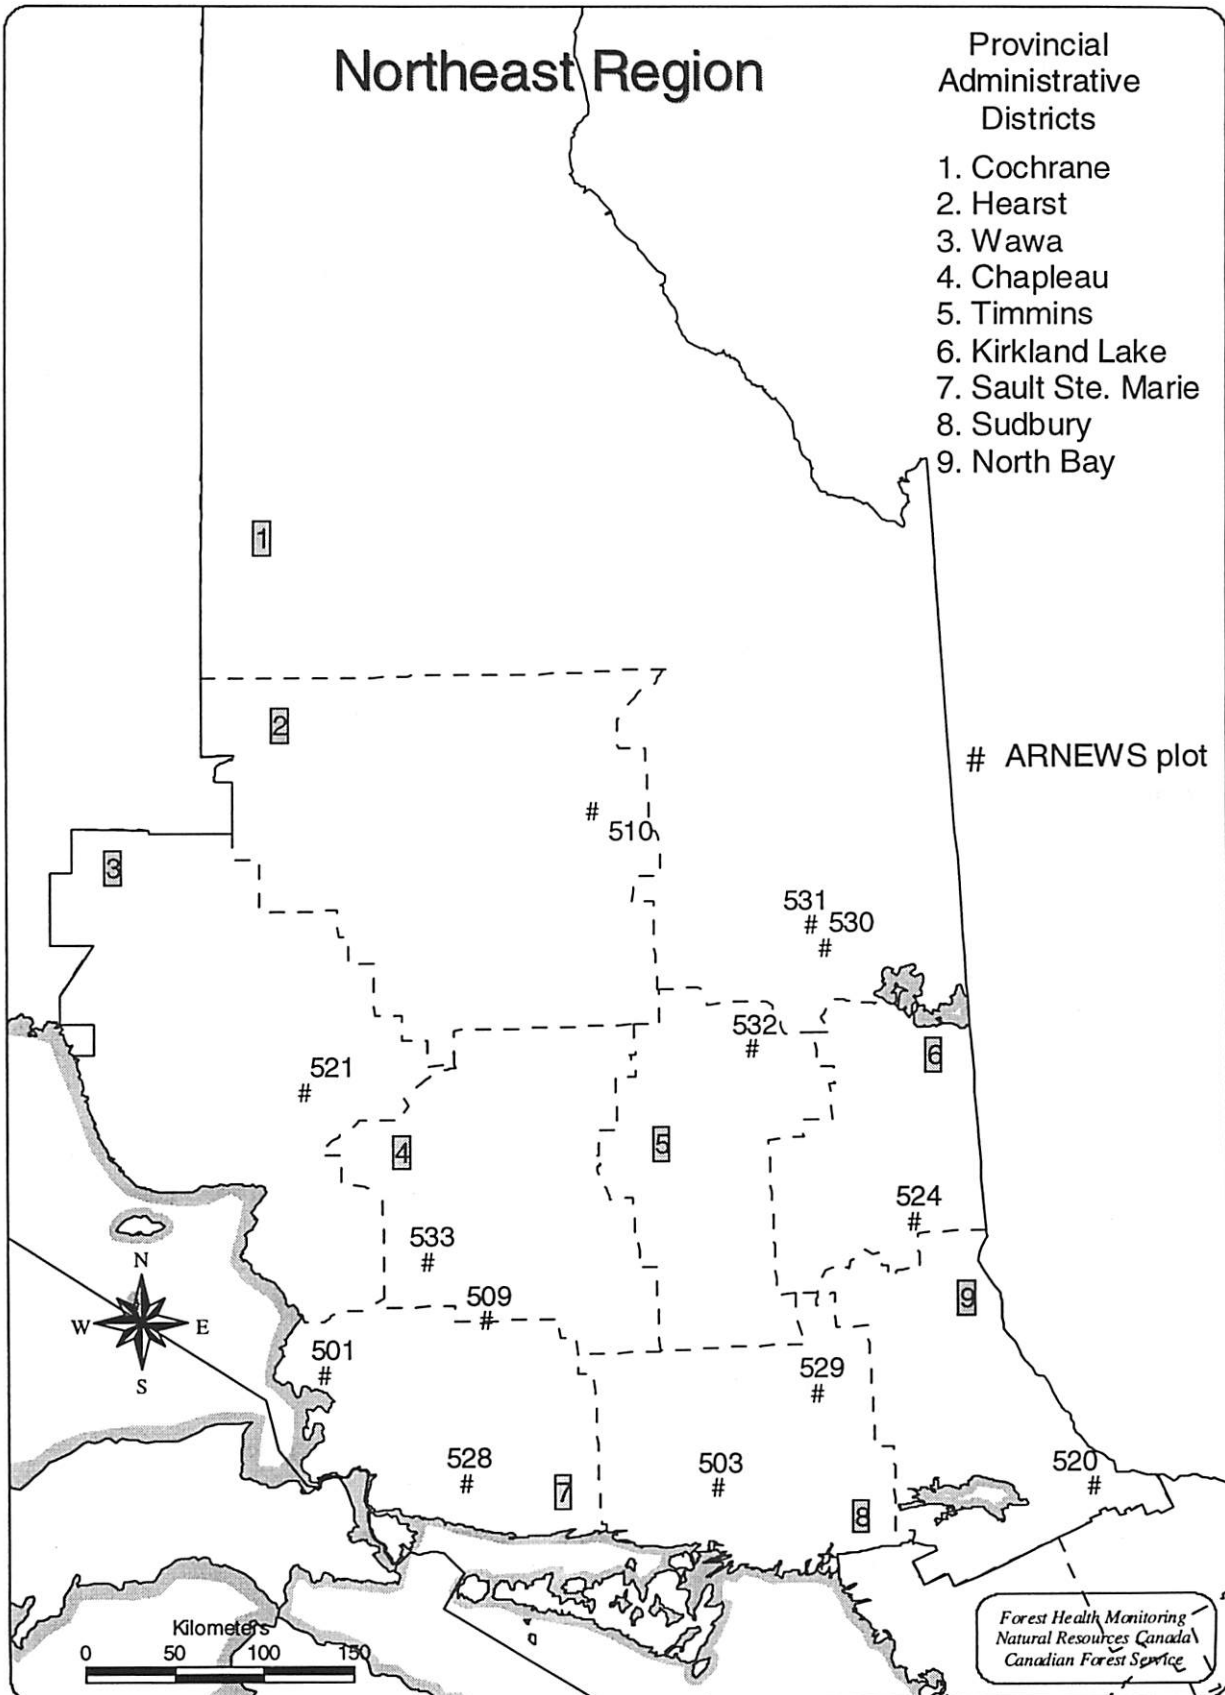 Northeast Region
Provincial
Administrative
Districts
1. Cochrane
2. Hearst
3. Wawa
4. Chapleau
5. Timmins
6. Kirkland Lake
7. Sault Ste. Marie
8. Sudbury
9. North Bay
1
2
# ARNEWS plot
#
510
3
531
#
530
#
532
#
6
521
#
4
5
524
#
533
#
N
W E
S
509
#
9
501
#
529
#
528
#
7
503
#
520
#
8
Kilometers
0 50 100 150
Forest Health Monitoring
Natural Resources Canada
Canadian Forest Service